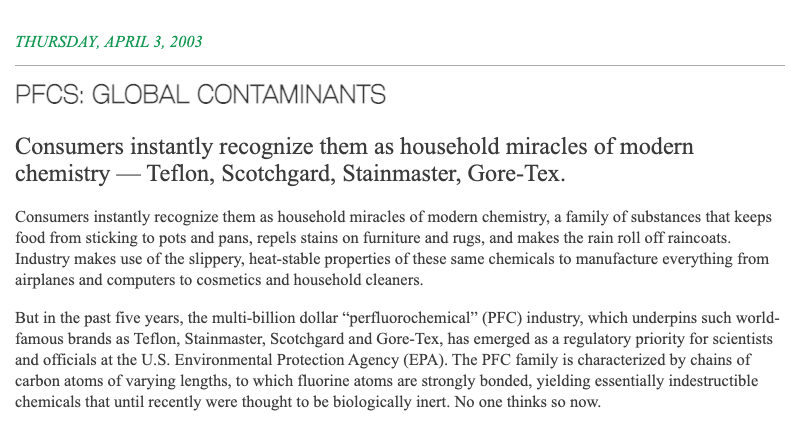 THURSDAY, APRIL 3, 2003
PFCS: GLOBAL CONTAMINANTS
Consumers instantly recognize them as household miracles of modern
chemistry — Teflon, Scotchgard, Stainmaster, Gore-Tex.
Consumers instantly recognize them as household miracles of modern chemistry, a family of substances that keeps
food from sticking to pots and pans, repels stains on furniture and rugs, and makes the rain roll off raincoats.
Industry makes use of the slippery, heat-stable properties of these same chemicals to manufacture everything from
airplanes and computers to cosmetics and household cleaners.
But in the past five years, the multi-billion dollar “perfluorochemical” (PFC) industry, which underpins such world-
famous brands as Teflon, Stainmaster, Scotchgard and Gore-Tex, has emerged as a regulatory priority for scientists
and officials at the U.S. Environmental Protection Agency (EPA). The PFC family is characterized by chains of
carbon atoms of varying lengths, to which fluorine atoms are strongly bonded, yielding essentially indestructible
chemicals that until recently were thought to be biologically inert. No one thinks so now.